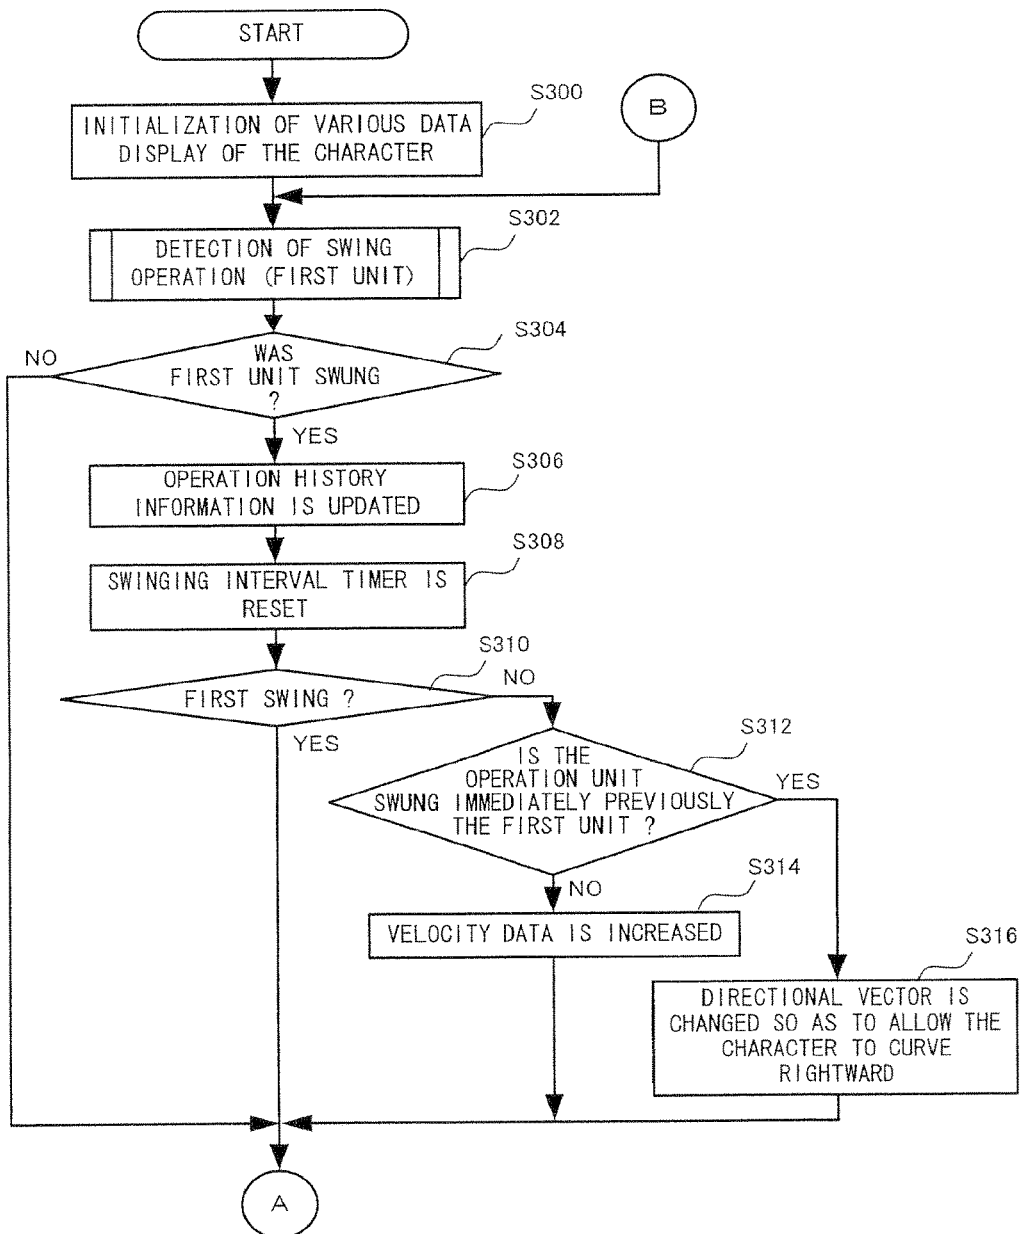 START
S300
B
INITIALIZATION OF VARIOUS DATA
DISPLAY OF THE CHARACTER
S302
DETECTION OF SWING
OPERATION (FIRST UNIT)
S304
NO
WAS
FIRST UNIT SWUNG
?
YES
S306
OPERATION HISTORY
INFORMATION IS UPDATED
S308
SWINGING INTERVAL TIMER IS
RESET
S310
FIRST SWING ?
NO
YES
S312
IS THE
OPERATION UNIT
SWUNG IMMEDIATELY PREVIOUSLY
THE FIRST UNIT ?
YES
NO
S314
VELOCITY DATA IS INCREASED
S316
DIRECTIONAL VECTOR IS
CHANGED SO AS TO ALLOW THE
CHARACTER TO CURVE
RIGHTWARD
A